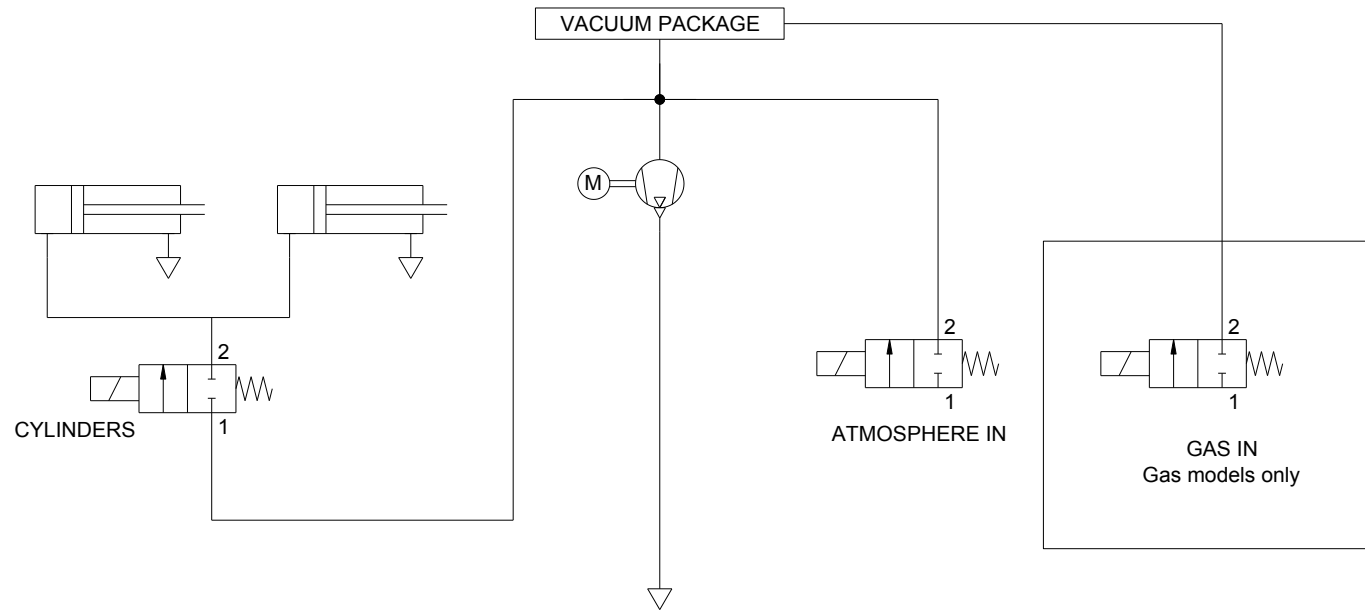 VACUUM PACKAGE
M
2
1
CYLINDERS
2
1
ATMOSPHERE IN
2
1
GAS IN
Gas models only